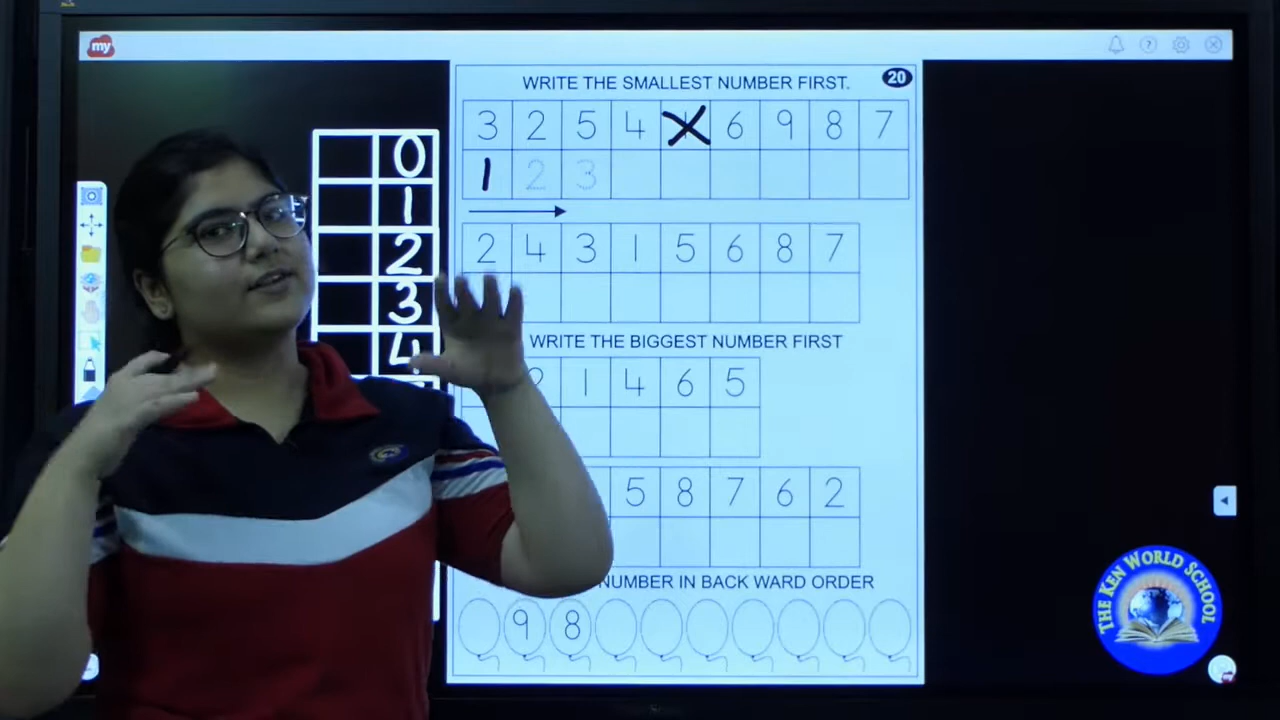 my
WRITE THE SMALLEST NUMBER FIRST. 20
3 2 5 4 6 9 8 7
1 2 3
2 4 3 1 5 6 8 7
WRITE THE BIGGEST NUMBER FIRST
1 4 6 5
5 8 7 6 2
NUMBER IN BACK WARD ORDER
9 8
0
1
2
3
4
THE KEN WORLD SCHOOL